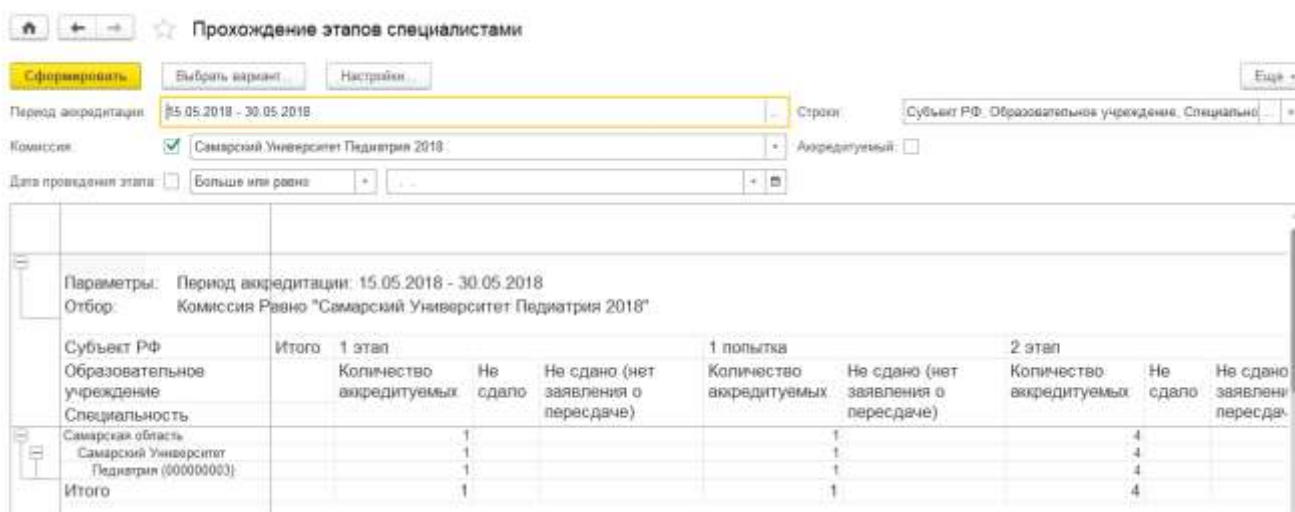 Прохождение этапов специалистами
Сформировать Выбрать вариант... Настройки... Еще
Период аккредитации: 15.05.2018 - 30.05.2018 ... Строки: Субъект РФ, Образовательное учреждение, Специально ...
Комиссия: Самарский Университет Педиатрия 2018 Аккредитуемый:
Дата проведения этапа: Больше или равно . .
Параметры: Период аккредитации: 15.05.2018 - 30.05.2018
Отбор: Комиссия Равно "Самарский Университет Педиатрия 2018"
Субъект РФ Итого 1 этап 1 попытка 2 этап
Образовательное Количество Не Не сдано (нет Количество Не сдано (нет Количество Не Не сдано
учреждение аккредитуемых сдало заявления о аккредитуемых заявления о аккредитуемых сдало заявлени
Специальность пересдаче) пересдаче) пересдач
Самарская область 1 1 4
Самарский Университет 1 1 4
Педиатрия (000000003) 1 1 4
Итого 1 1 4